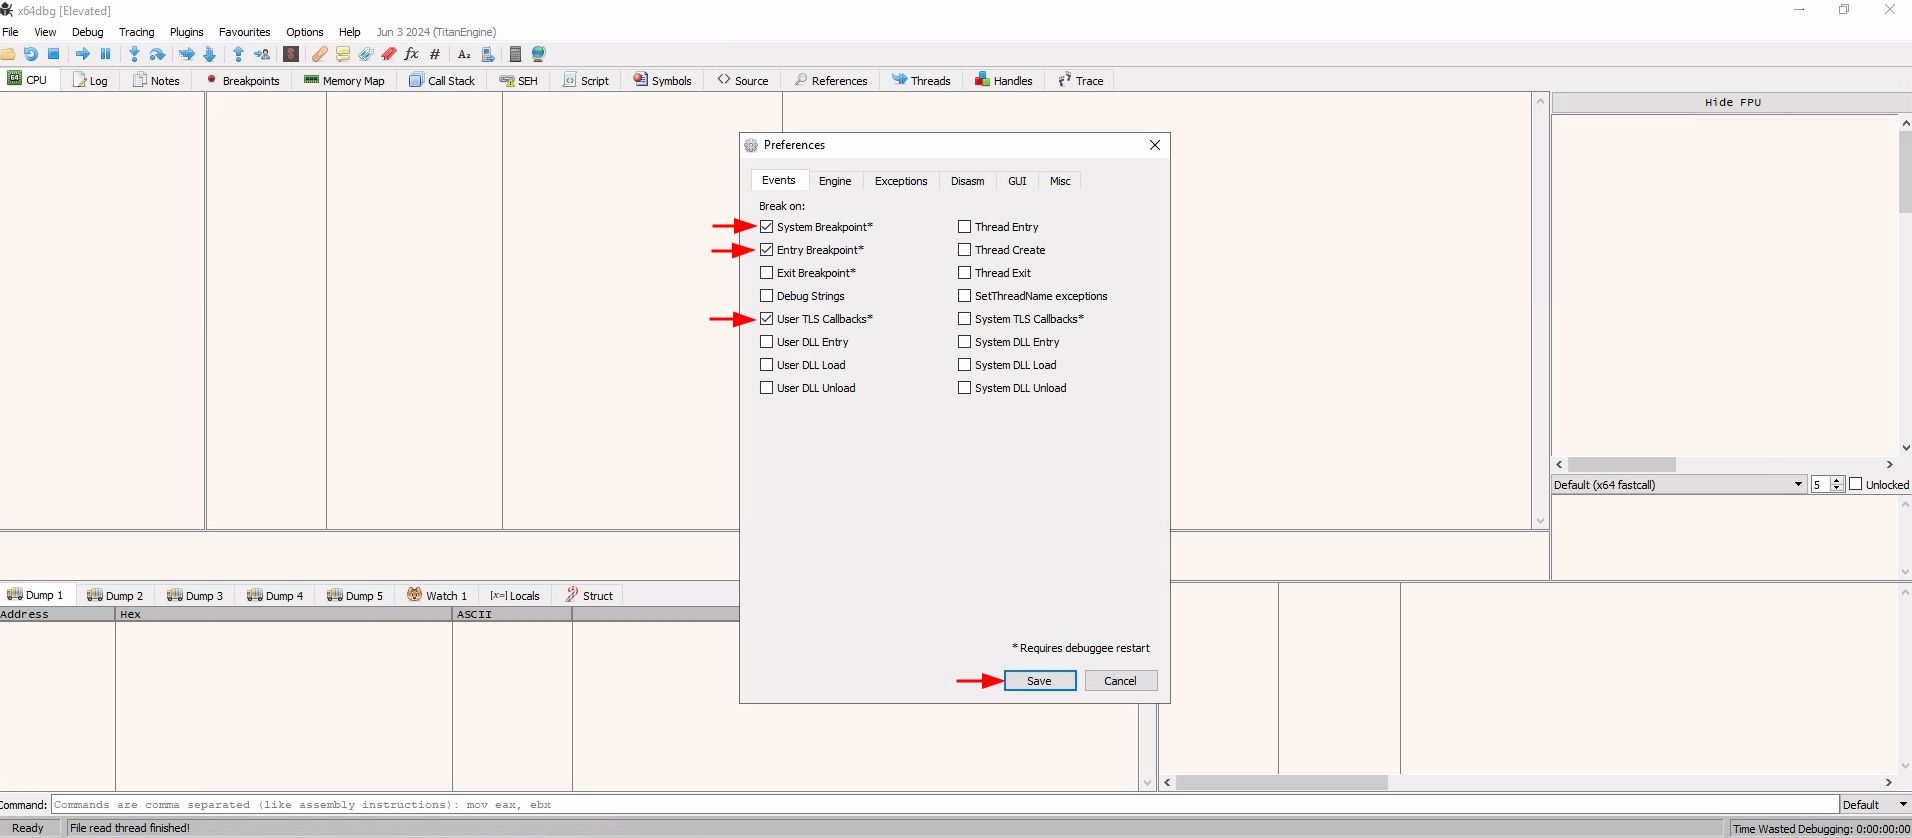 x64dbg [Elevated]
File View Debug Tracing Plugins Favourites Options Help Jun 3 2024 (TitanEngine)
CPU Log Notes Breakpoints Memory Map Call Stack SEH Script Symbols Source References Threads Handles Trace
Hide FPU
Preferences
Events Engine Exceptions Disasm GUI Misc
Break on:
System Breakpoint* Thread Entry
Entry Breakpoint* Thread Create
Exit Breakpoint* Thread Exit
Debug Strings SetThreadName exceptions
User TLS Callbacks* System TLS Callbacks*
User DLL Entry System DLL Entry
User DLL Load System DLL Load
User DLL Unload System DLL Unload
* Requires debuggee restart
Save Cancel
Default (x64 fastcall) 5 Unlocked
Dump 1 Dump 2 Dump 3 Dump 4 Dump 5 Watch 1 [x=] Locals Struct
Address Hex ASCII
Command: Commands are comma separated (like assembly instructions): mov eax, ebx Default
Ready File read thread finished! Time Wasted Debugging: 0:00:00:00